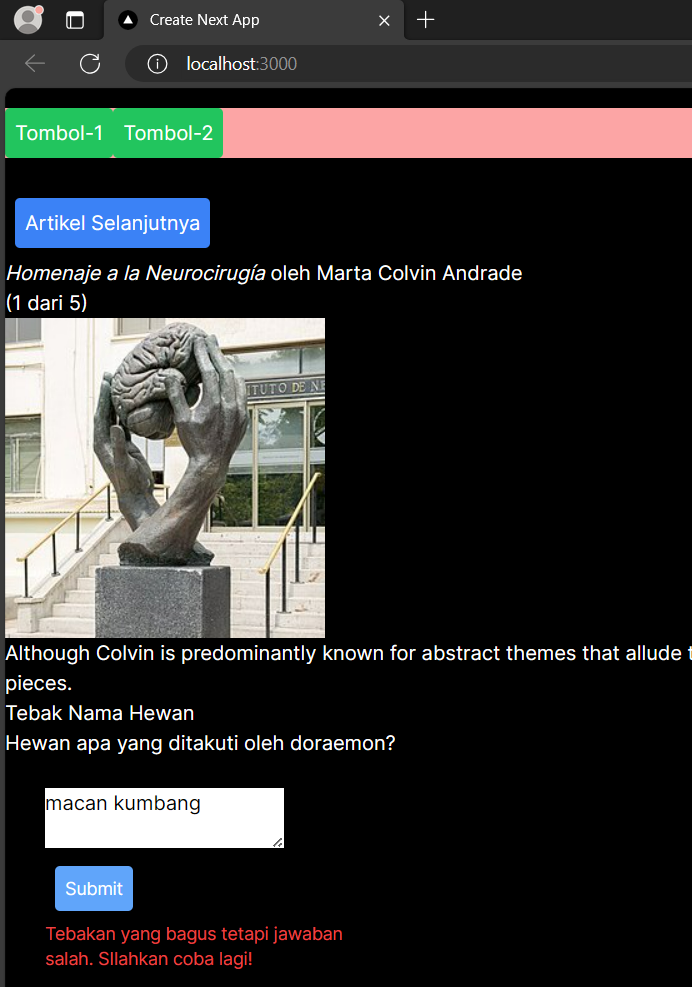 Create Next App
localhost:3000
Tombol-1 Tombol-2
Artikel Selanjutnya
Homenaje a la Neurocirugía oleh Marta Colvin Andrade
(1 dari 5)
ITUTO DE NE
Although Colvin is predominantly known for abstract themes that allude t
pieces.
Tebak Nama Hewan
Hewan apa yang ditakuti oleh doraemon?
macan kumbang
Submit
Tebakan yang bagus tetapi jawaban
salah. SIlahkan coba lagi!